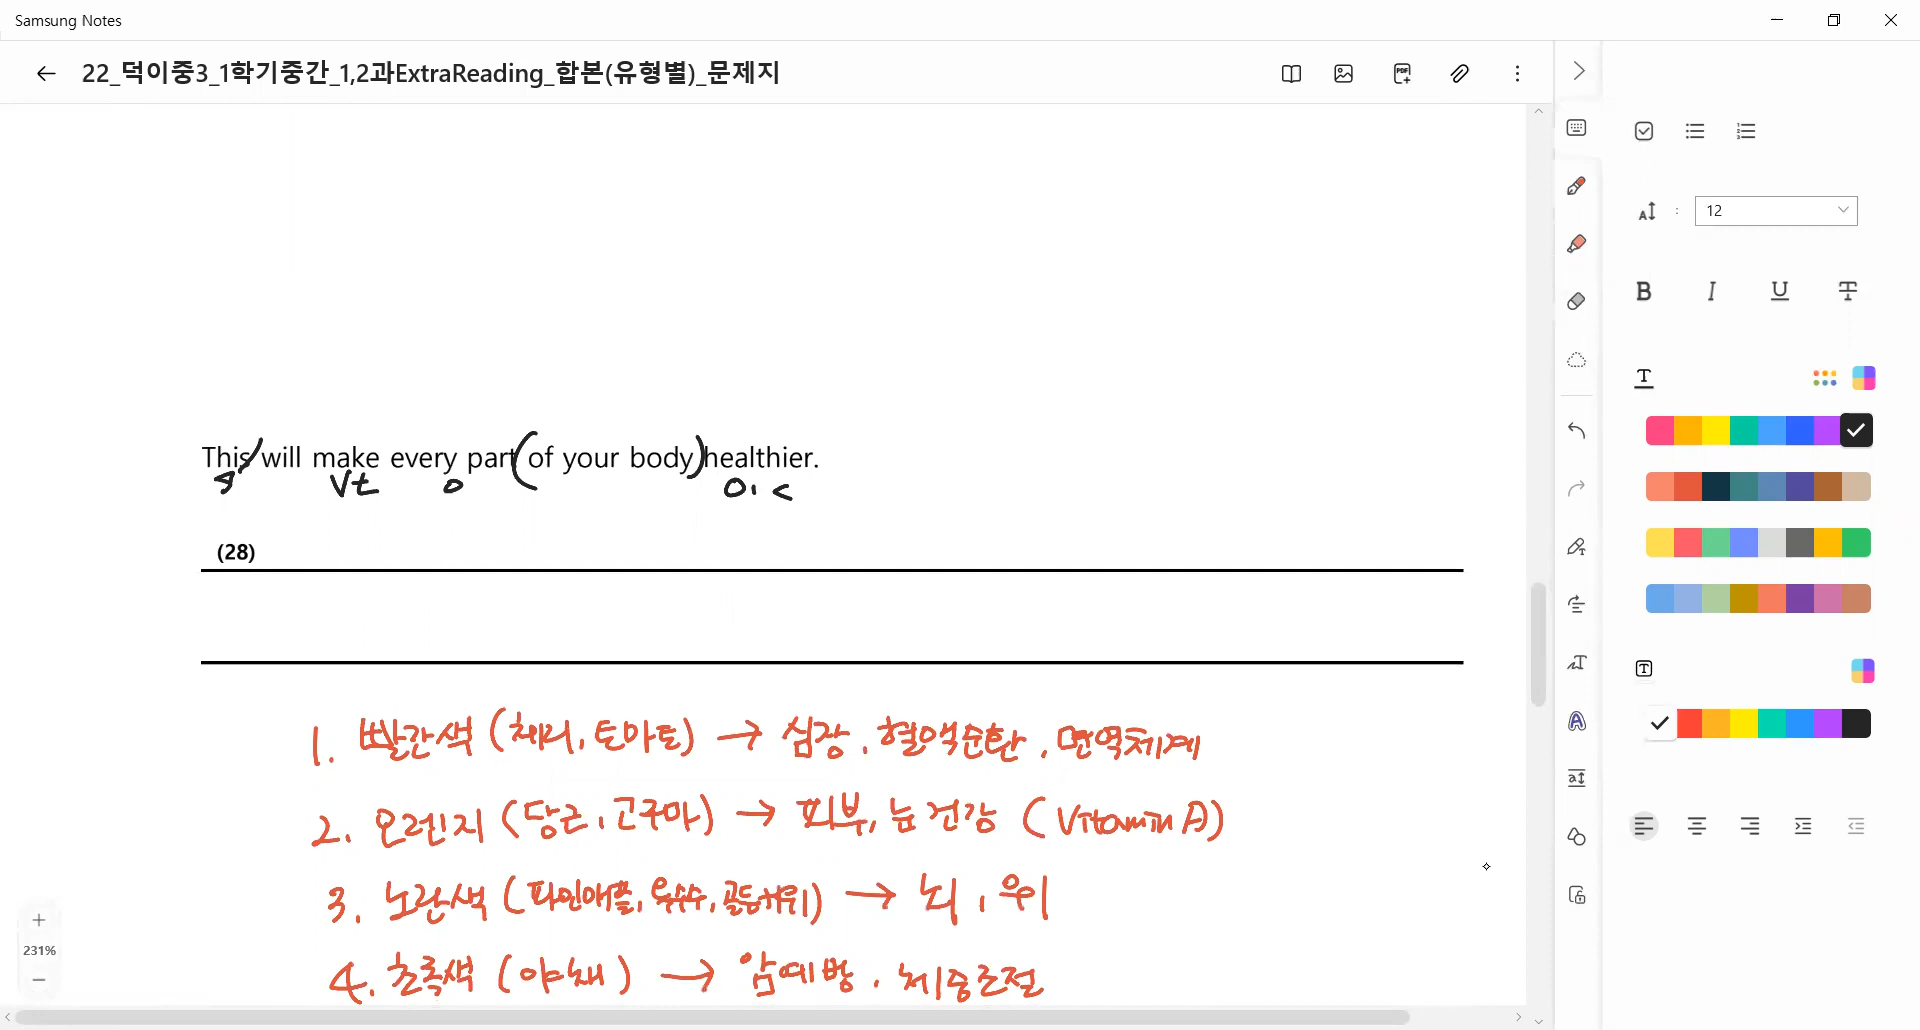 Samsung Notes
22_덕이중3_1학기중간_1,2과ExtraReading_합본(유형별)_문제지
PDF
12
B I U T
T
This / will make every part (of your body) healthier.
s vt o o.c
(28)
1. 빨간색 (체리, 토마토) → 심장, 혈액순환, 면역체계
2. 오렌지 (당근, 고구마) → 피부, 눈 건강 (Vitamin A)
3. 노란색 (파인애플, 옥수수, 골든키위) → 뇌, 위
4. 초록색 (야채) → 암예방, 체중조절
231%